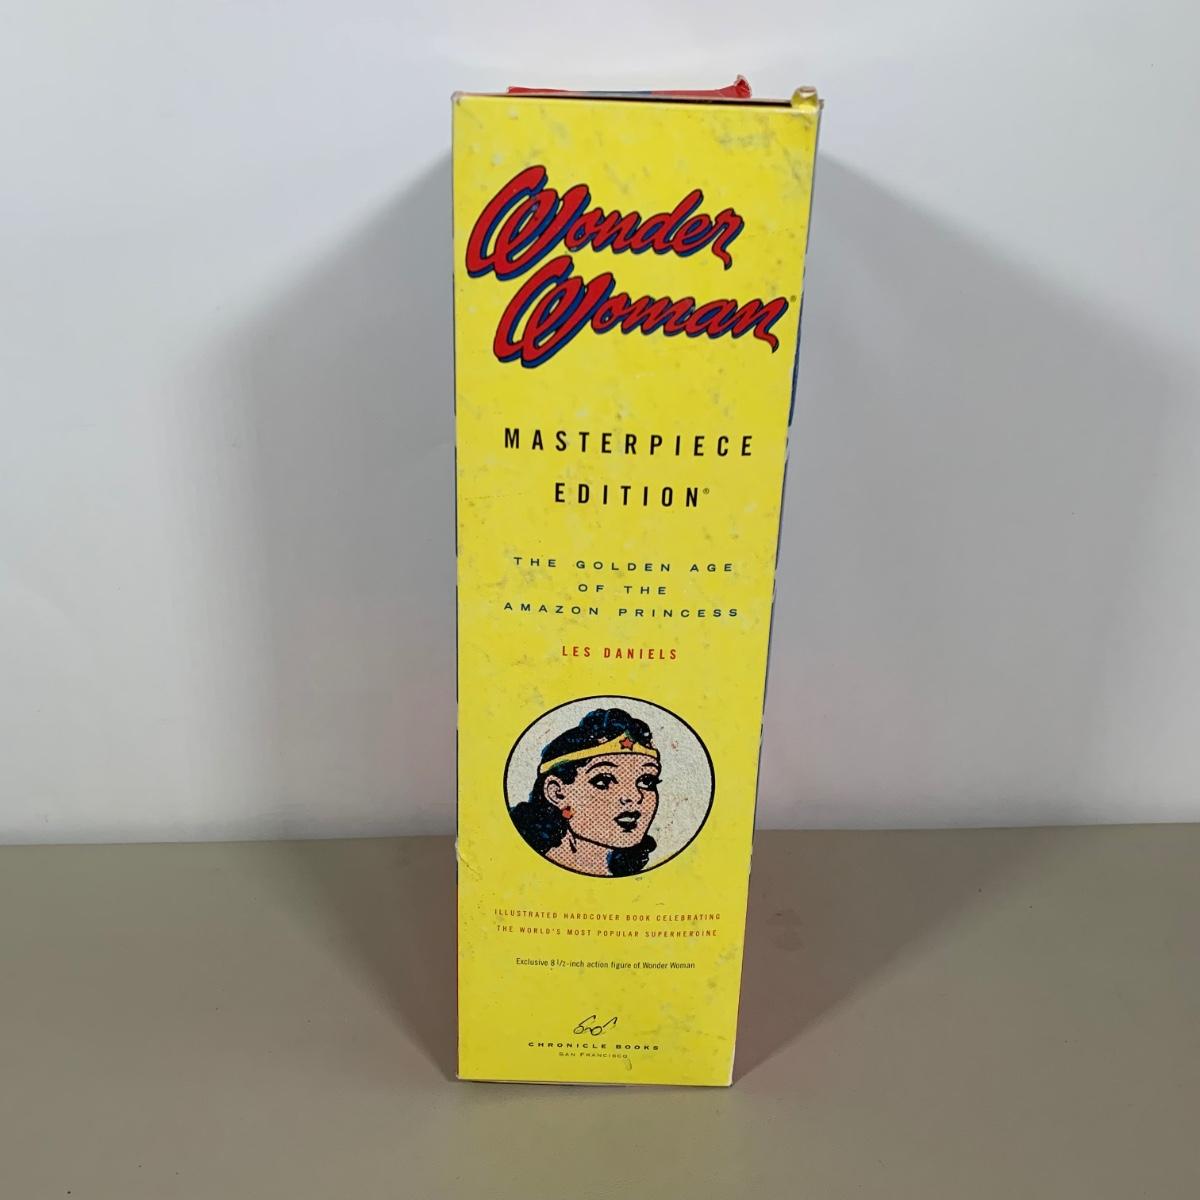 Wonder
Woman®
MASTERPIECE
EDITION®
THE GOLDEN AGE
OF THE
AMAZON PRINCESS
LES DANIELS
ILLUSTRATED HARDCOVER BOOK CELEBRATING
THE WORLD'S MOST POPULAR SUPERHEROINE
Exclusive 8 1/2-inch action figure of Wonder Woman
CHRONICLE BOOKS
SAN FRANCISCO